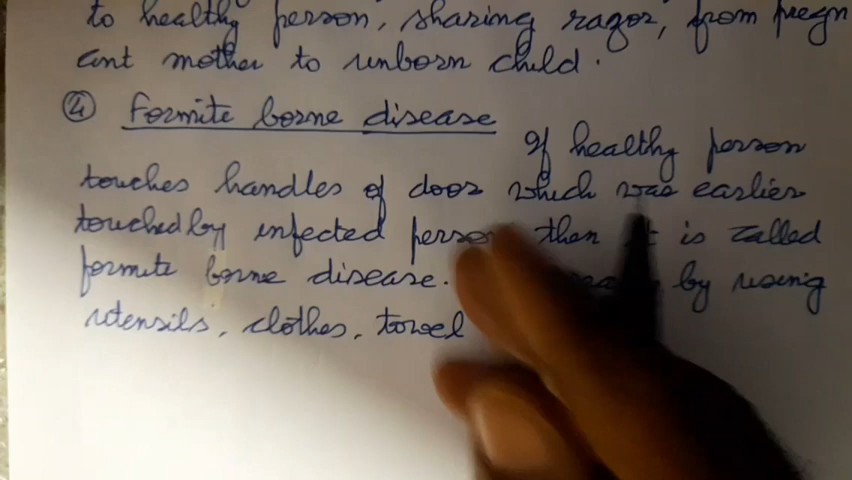 to healthy person, sharing razor, from pregn
ant mother to unborn child.
④ Formite borne disease
If healthy person
touches handles of door which was earlier
touched by infected person then it is called
formite borne disease. by using
utensils, clothes, towel